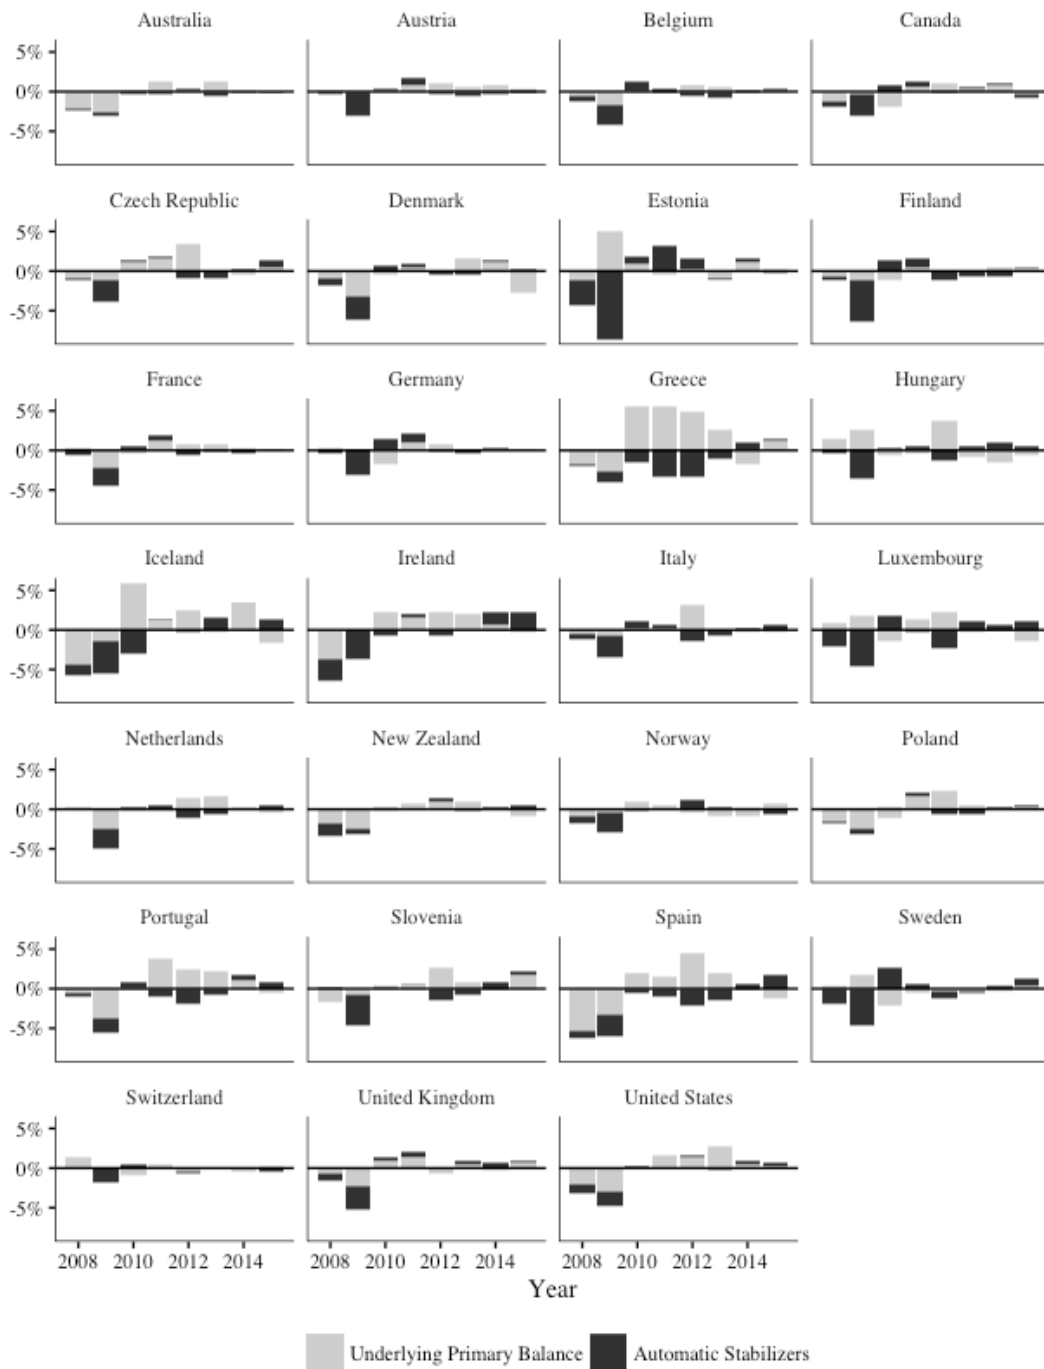 Australia Austria Belgium Canada
5%
0%
-5%
Czech Republic Denmark Estonia Finland
5%
0%
-5%
France Germany Greece Hungary
5%
0%
-5%
Iceland Ireland Italy Luxembourg
5%
0%
-5%
Netherlands New Zealand Norway Poland
5%
0%
-5%
Portugal Slovenia Spain Sweden
5%
0%
-5%
Switzerland United Kingdom United States
5%
0%
-5%
2008 2010 2012 2014 2008 2010 2012 2014 2008 2010 2012 2014
Year
Underlying Primary Balance Automatic Stabilizers